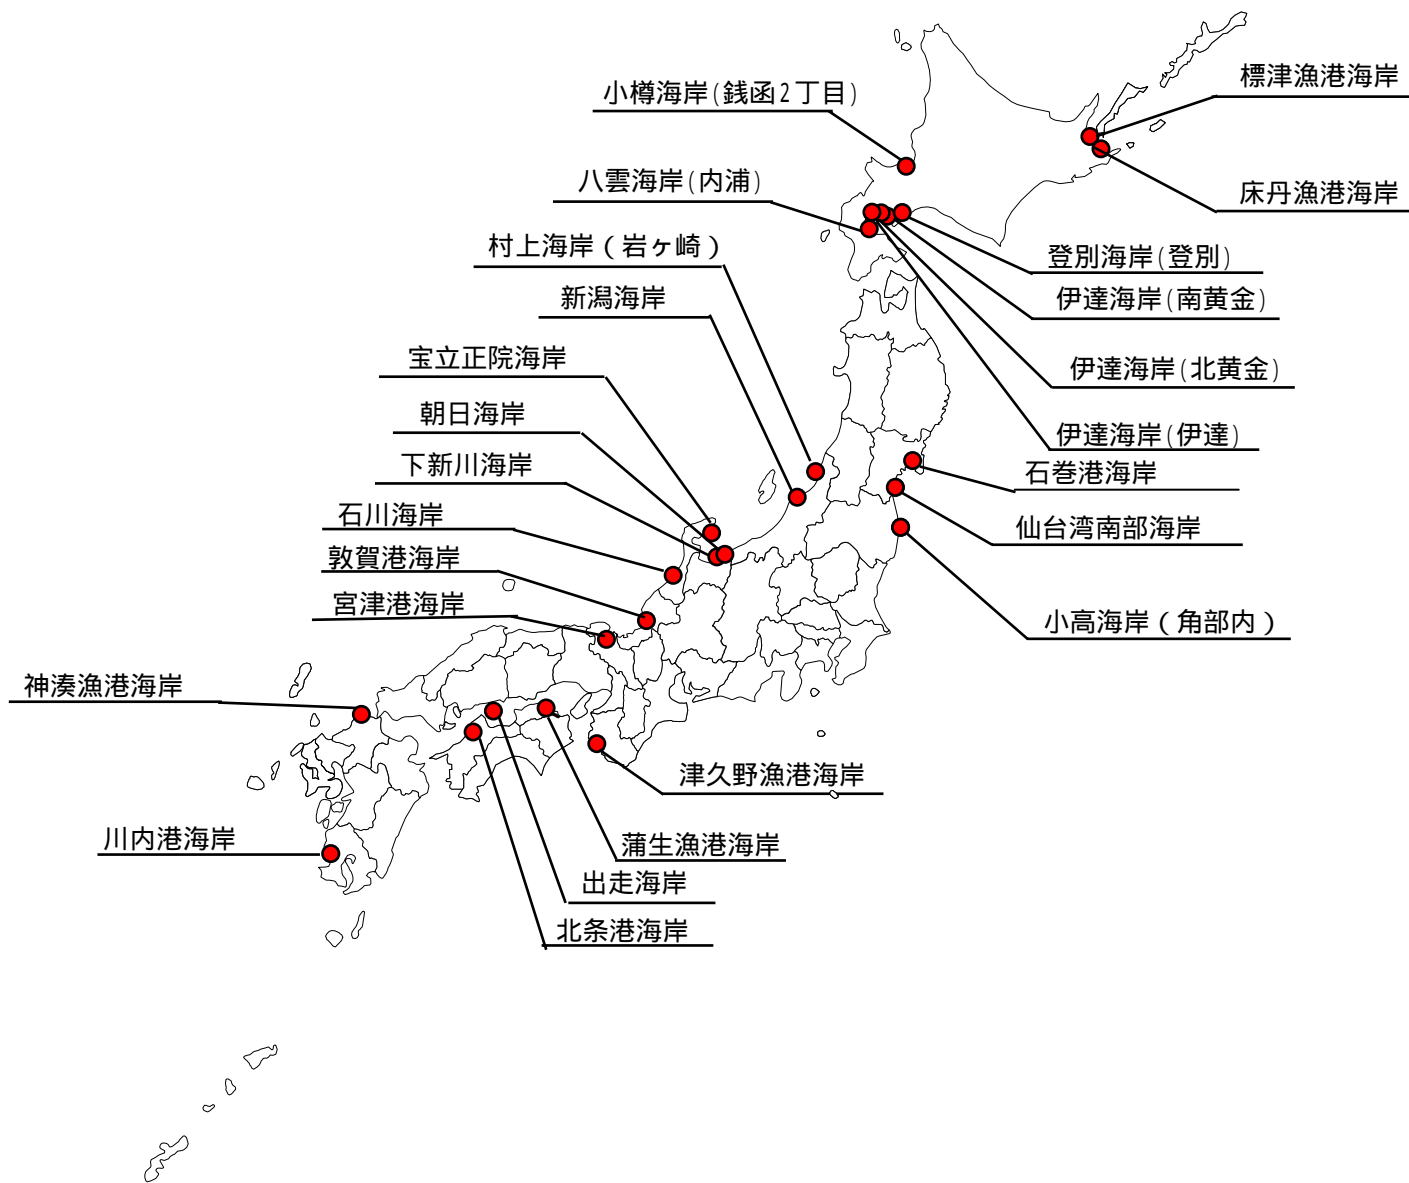 標津漁港海岸
小樽海岸(銭函2丁目)
八雲海岸(内浦)
床丹漁港海岸
村上海岸(岩ヶ崎)
登別海岸(登別)
新潟海岸
伊達海岸(南黄金)
宝立正院海岸
伊達海岸(北黄金)
朝日海岸
伊達海岸(伊達)
下新川海岸
石巻港海岸
石川海岸
仙台湾南部海岸
敦賀港海岸
宮津港海岸
小高海岸(角部内)
神湊漁港海岸
津久野漁港海岸
川内港海岸
蒲生漁港海岸
出走海岸
北条港海岸